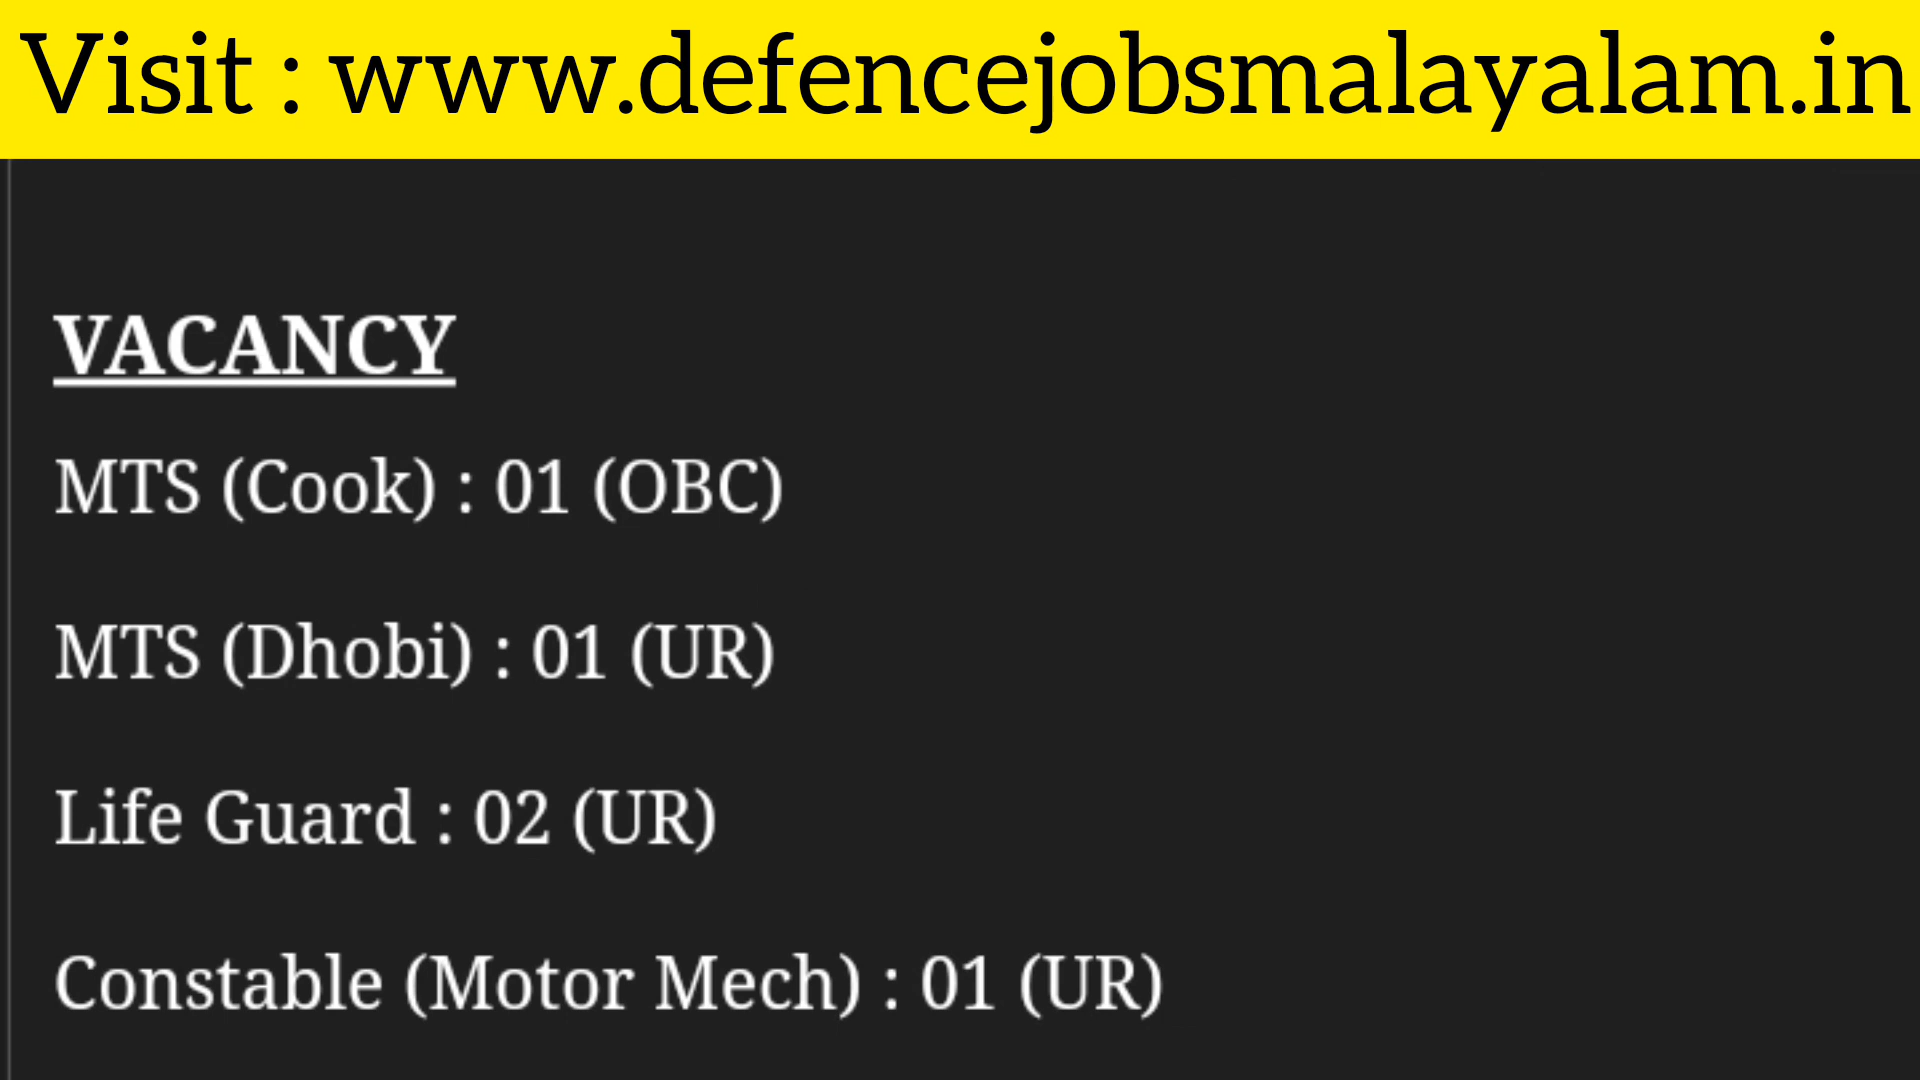 Visit : www.defencejobsmalayalam.in
VACANCY
MTS (Cook) : 01 (OBC)
MTS (Dhobi) : 01 (UR)
Life Guard : 02 (UR)
Constable (Motor Mech) : 01 (UR)